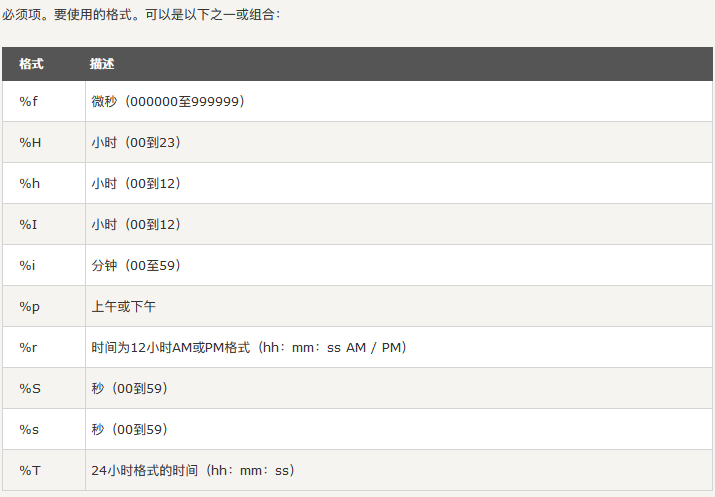 必须项。要使用的格式。可以是以下之一或组合：
格式 描述
%f 微秒（000000至999999）
%H 小时（00到23）
%h 小时（00到12）
%I 小时（00到12）
%i 分钟（00至59）
%p 上午或下午
%r 时间为12小时AM或PM格式（hh：mm：ss AM / PM）
%S 秒（00到59）
%s 秒（00到59）
%T 24小时格式的时间（hh：mm：ss）